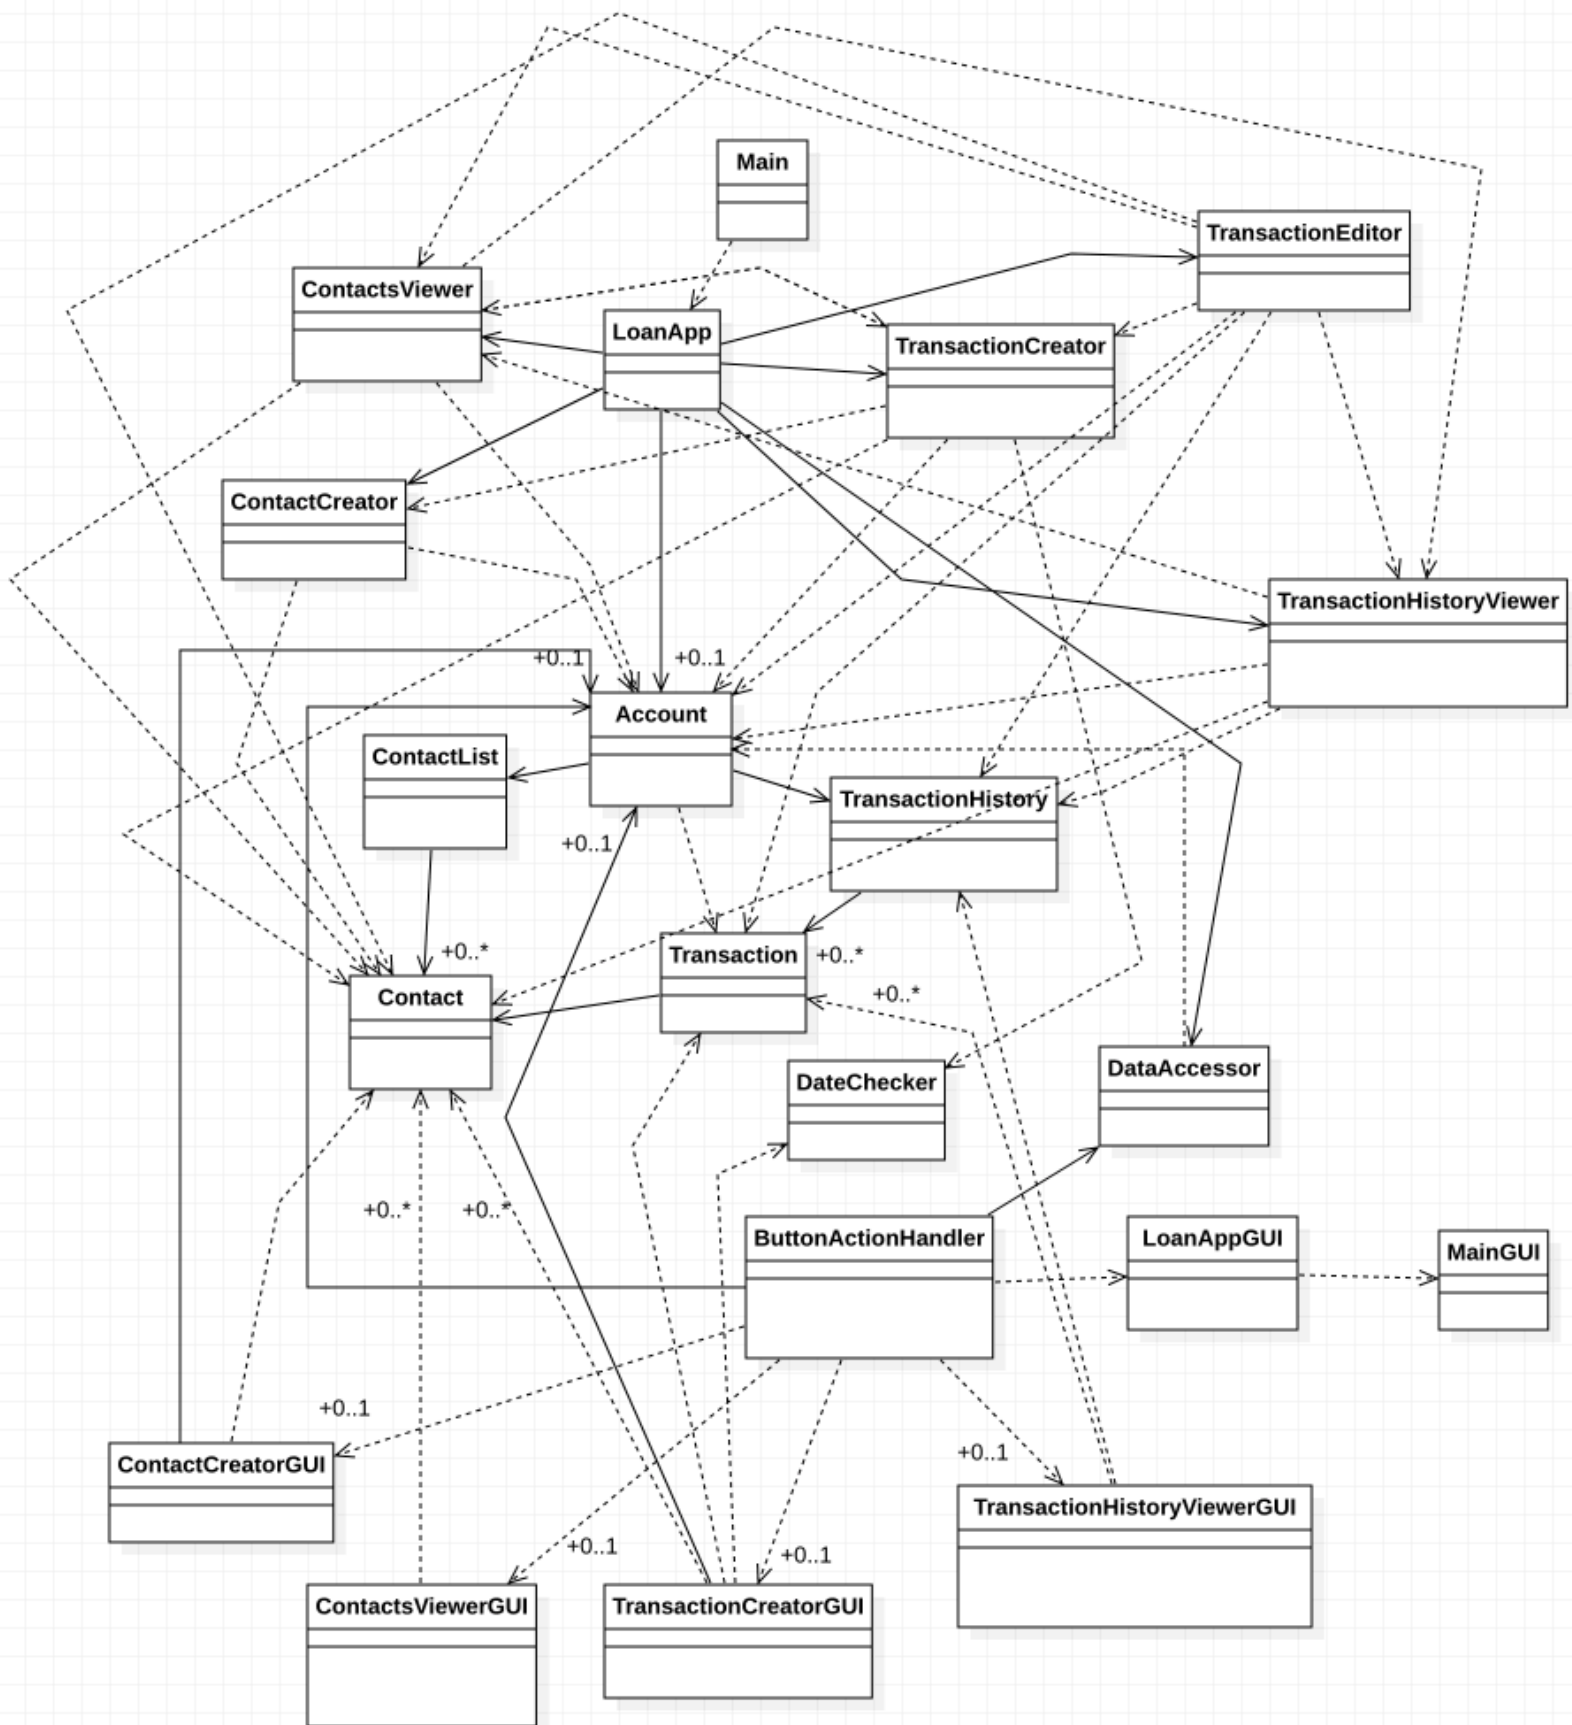 Main
TransactionEditor
ContactsViewer
LoanApp
TransactionCreator
ContactCreator
TransactionHistoryViewer
+0..1
+0..1
Account
ContactList
TransactionHistory
+0..1
+0..*
Transaction
+0..*
Contact
+0..*
DateChecker
DataAccessor
+0..*
+0..*
ButtonActionHandler
LoanAppGUI
MainGUI
+0..1
ContactCreatorGUI
+0..1
TransactionHistoryViewerGUI
+0..1
+0..1
ContactsViewerGUI
TransactionCreatorGUI